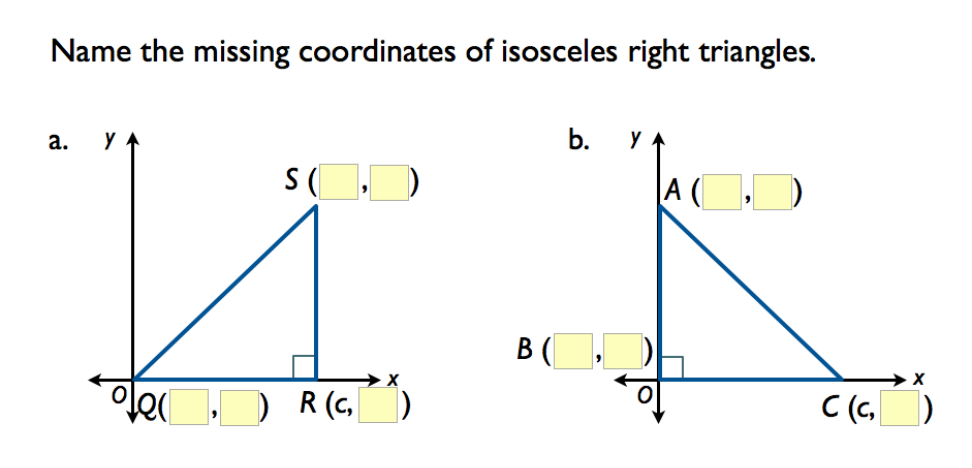 Name the missing coordinates of isosceles right triangles.
a. y
S ( , )
O Q( , ) R (c, ) x
b. y
A ( , )
B ( , )
O C (c, ) x